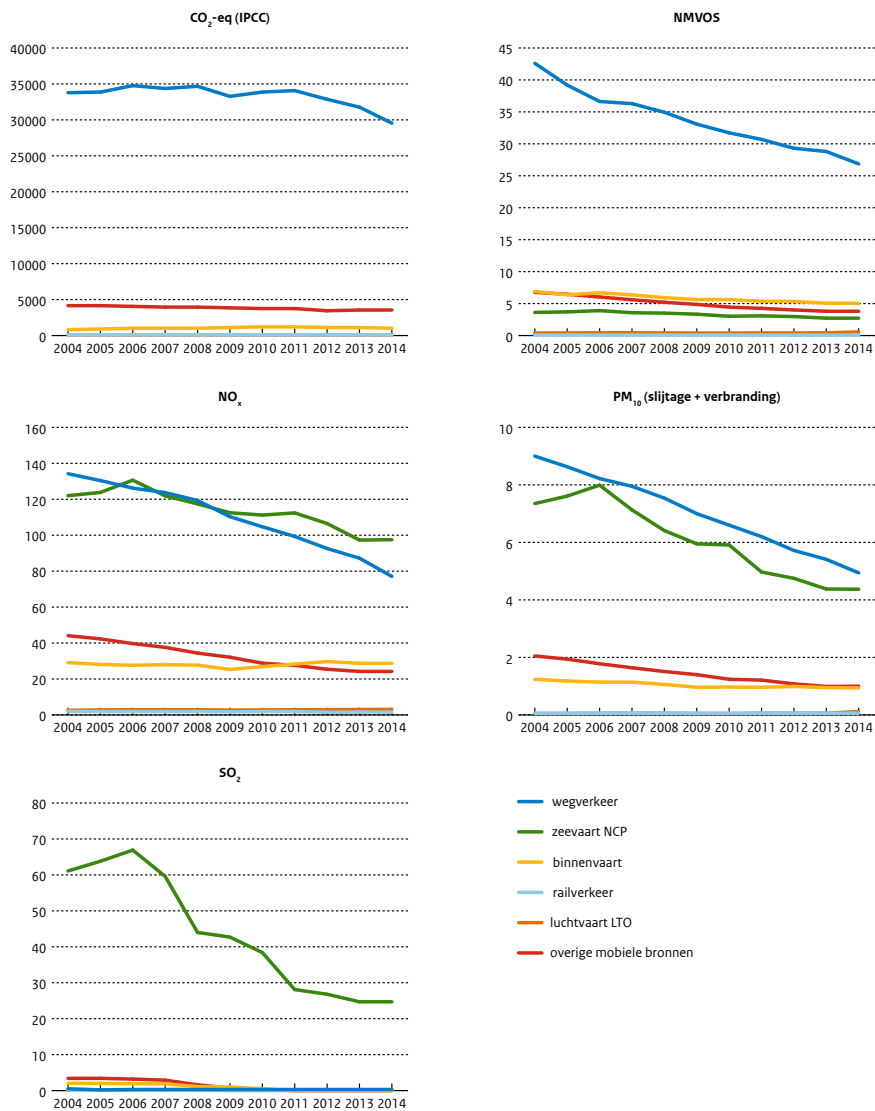 CO₂-eq (IPCC)
40000
35000
30000
25000
20000
15000
10000
5000
0
2004 2005 2006 2007 2008 2009 2010 2011 2012 2013 2014
NMVOS
45
40
35
30
25
20
15
10
5
0
2004 2005 2006 2007 2008 2009 2010 2011 2012 2013 2014
NOₓ
160
140
120
100
80
60
40
20
0
2004 2005 2006 2007 2008 2009 2010 2011 2012 2013 2014
PM₁₀ (slijtage + verbranding)
10
8
6
4
2
0
2004 2005 2006 2007 2008 2009 2010 2011 2012 2013 2014
SO₂
80
70
60
50
40
30
20
10
0
2004 2005 2006 2007 2008 2009 2010 2011 2012 2013 2014
wegverkeer
zeevaart NCP
binnenvaart
railverkeer
luchtvaart LTO
overige mobiele bronnen